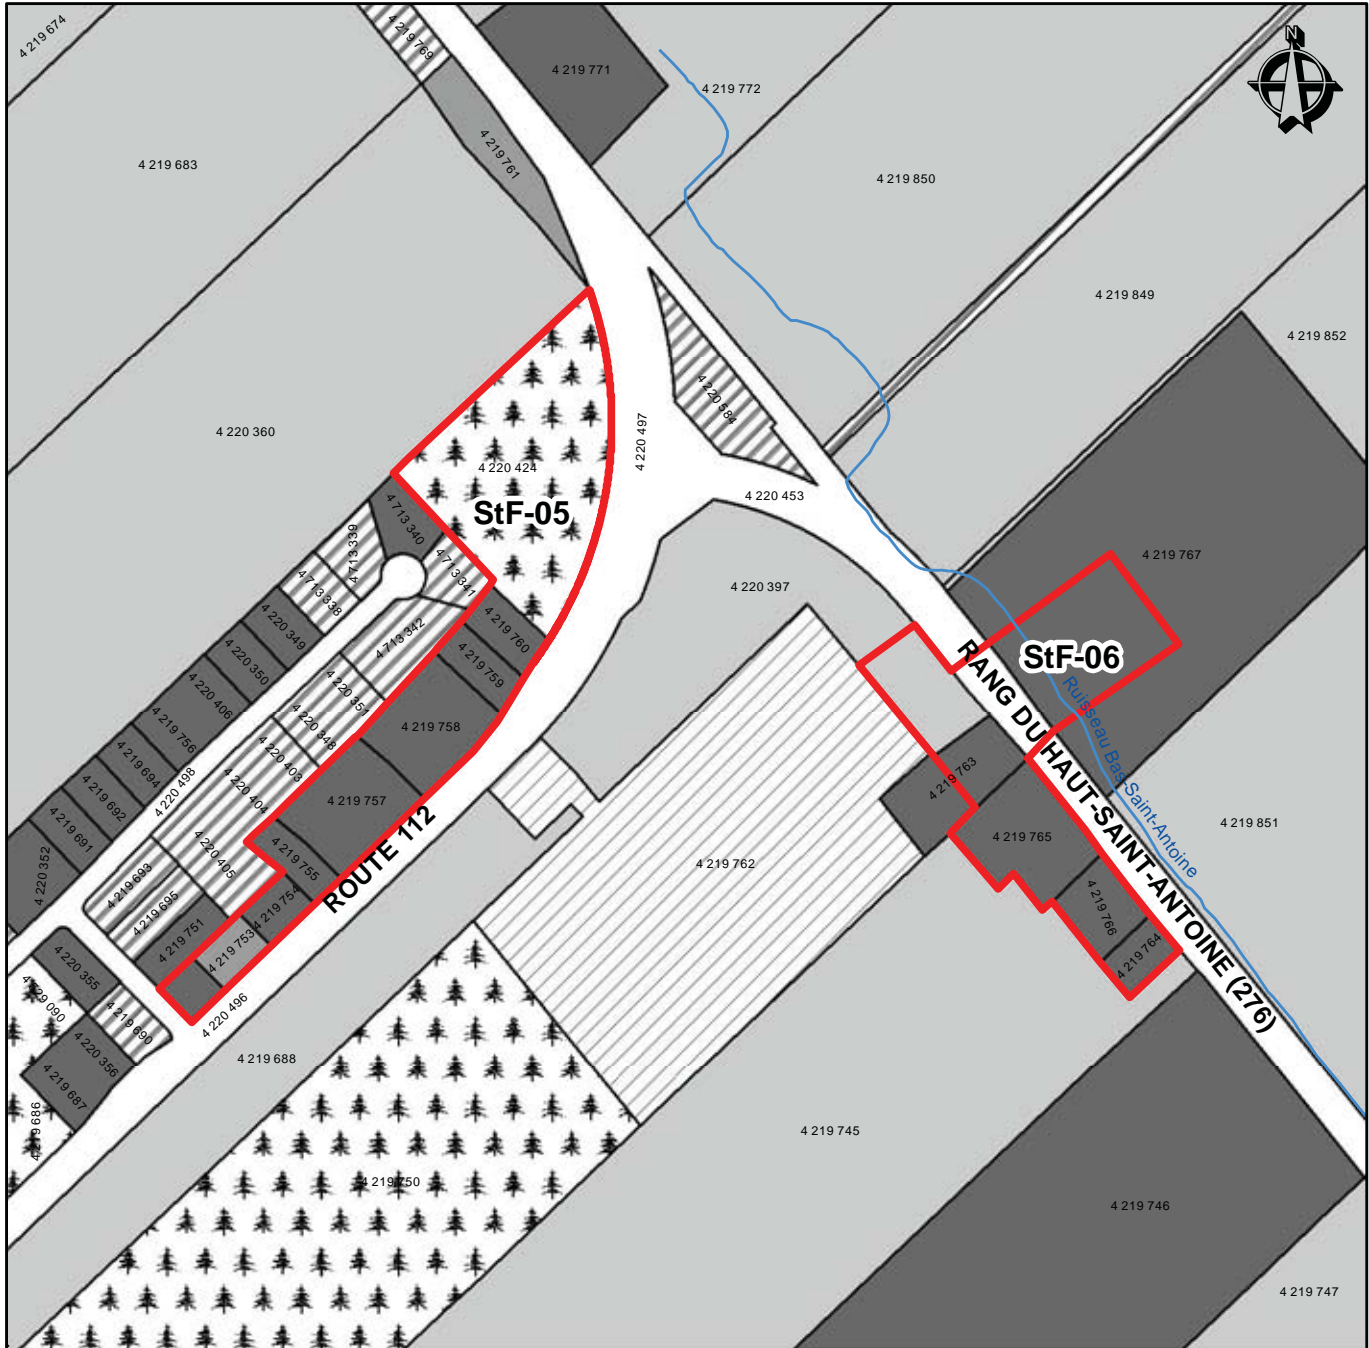 4 219 674
4 219 769
4 219 771
4 219 772
N
4 219 683
4 219 761
4 219 850
4 219 849
4 219 852
4 220 584
4 220 360
4 220 497
4 220 424
StF-05
4 220 453
4 713 340
4 713 339
4 713 341
4 713 338
4 713 342
4 220 349
4 220 350
4 220 406
4 219 756
4 219 694
4 219 692
4 219 691
4 220 352
4 220 498
4 220 351
4 220 348
4 220 403
4 220 404
4 220 405
4 219 760
4 219 759
4 219 758
4 219 757
4 219 755
4 219 754
4 219 753
4 219 751
4 219 693
4 219 695
ROUTE 112
4 220 397
4 219 767
StF-06
RANG DU HAUT-SAINT-ANTOINE (276)
Ruisseau Bas-Saint-Antoine
4 219 763
4 219 765
4 219 766
4 219 764
4 219 851
4 219 762
4 220 355
4 219 690
4 220 356
4 219 687
4 219 686
4 220 496
4 219 688
4 219 750
4 219 745
4 219 746
4 219 747